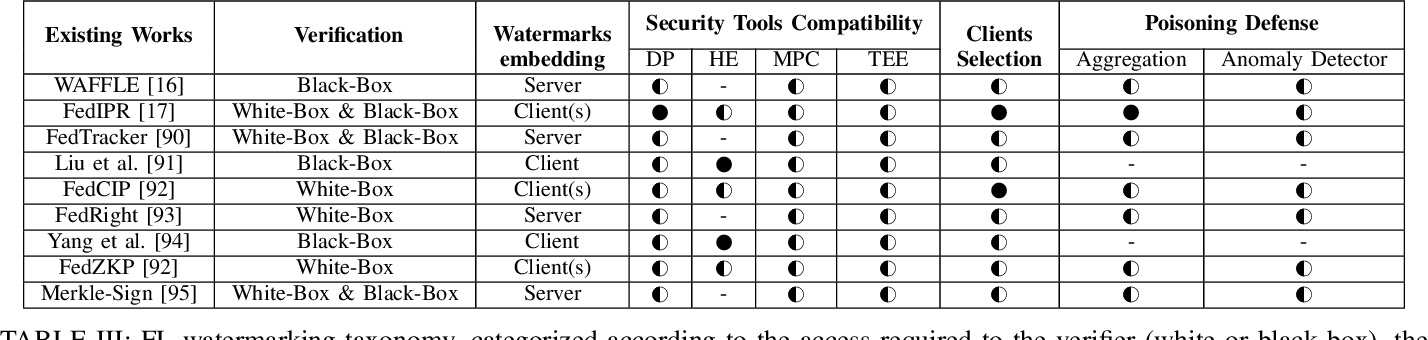 Existing Works Verification Watermarks embedding Security Tools Compatibility Clients Selection Poisoning Defense
DP HE MPC TEE Aggregation Anomaly Detector
WAFFLE [16] Black-Box Server ◐ - ◐ ◐ ◐ ◐ ◐
FedIPR [17] White-Box & Black-Box Client(s) ● ◐ ◐ ◐ ● ● ◐
FedTracker [90] White-Box & Black-Box Server ◐ - ◐ ◐ ◐ ◐ ◐
Liu et al. [91] Black-Box Client ◐ ● ◐ ◐ ◐ - -
FedCIP [92] White-Box Client(s) ◐ ◐ ◐ ◐ ● ◐ ◐
FedRight [93] White-Box Server ◐ - ◐ ◐ ◐ ◐ ◐
Yang et al. [94] Black-Box Client ◐ ● ◐ ◐ ◐ - -
FedZKP [92] White-Box Client(s) ◐ ◐ ◐ ◐ ◐ ◐ ◐
Merkle-Sign [95] White-Box & Black-Box Server ◐ - ◐ ◐ ◐ ◐ ◐
TABLE III: FL watermarking taxonomy, categorized according to the access required to the verifier (white or black box), the